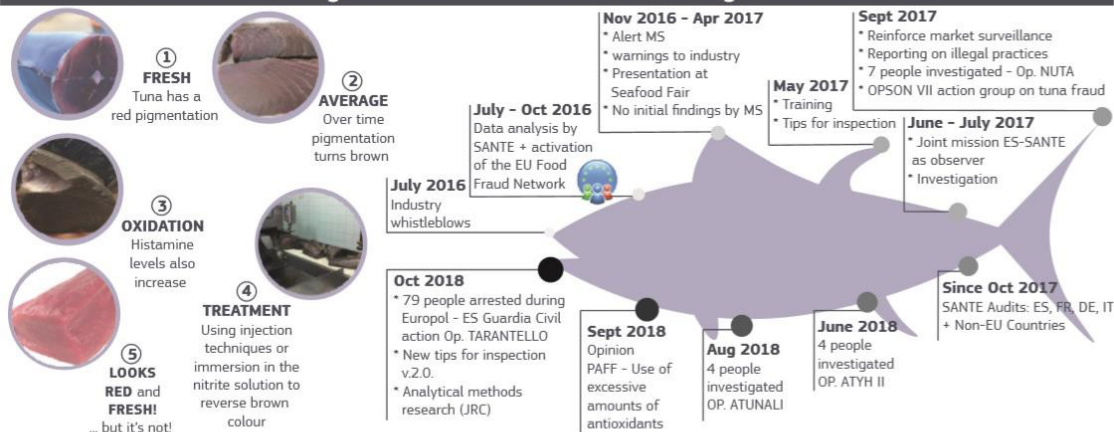 ①
FRESH
Tuna has a
red pigmentation
②
AVERAGE
Over time
pigmentation
turns brown
③
OXIDATION
Histamine
levels also
increase
④
TREATMENT
Using injection
techniques or
immersion in the
nitrite solution to
reverse brown
colour
⑤
LOOKS
RED and
FRESH!
... but it's not!
July 2016
Industry
whistleblows
July - Oct 2016
Data analysis by
SANTE + activation
of the EU Food
Fraud Network
Nov 2016 - Apr 2017
* Alert MS
* warnings to industry
* Presentation at
Seafood Fair
* No initial findings by MS
May 2017
* Training
* Tips for inspection
June - July 2017
* Joint mission ES-SANTE
as observer
* Investigation
Sept 2017
* Reinforce market surveillance
* Reporting on illegal practices
* 7 people investigated - Op. NUTA
* OPSON VII action group on tuna fraud
Since Oct 2017
SANTE Audits: ES, FR, DE, IT
+ Non-EU Countries
June 2018
4 people
investigated
OP. ATYH II
Aug 2018
4 people
investigated
OP. ATUNALI
Sept 2018
Opinion
PAFF - Use of
excessive
amounts of
antioxidants
Oct 2018
* 79 people arrested during
Europol - ES Guardia Civil
action Op. TARANTELLO
* New tips for inspection
v.2.0.
* Analytical methods
research (JRC)